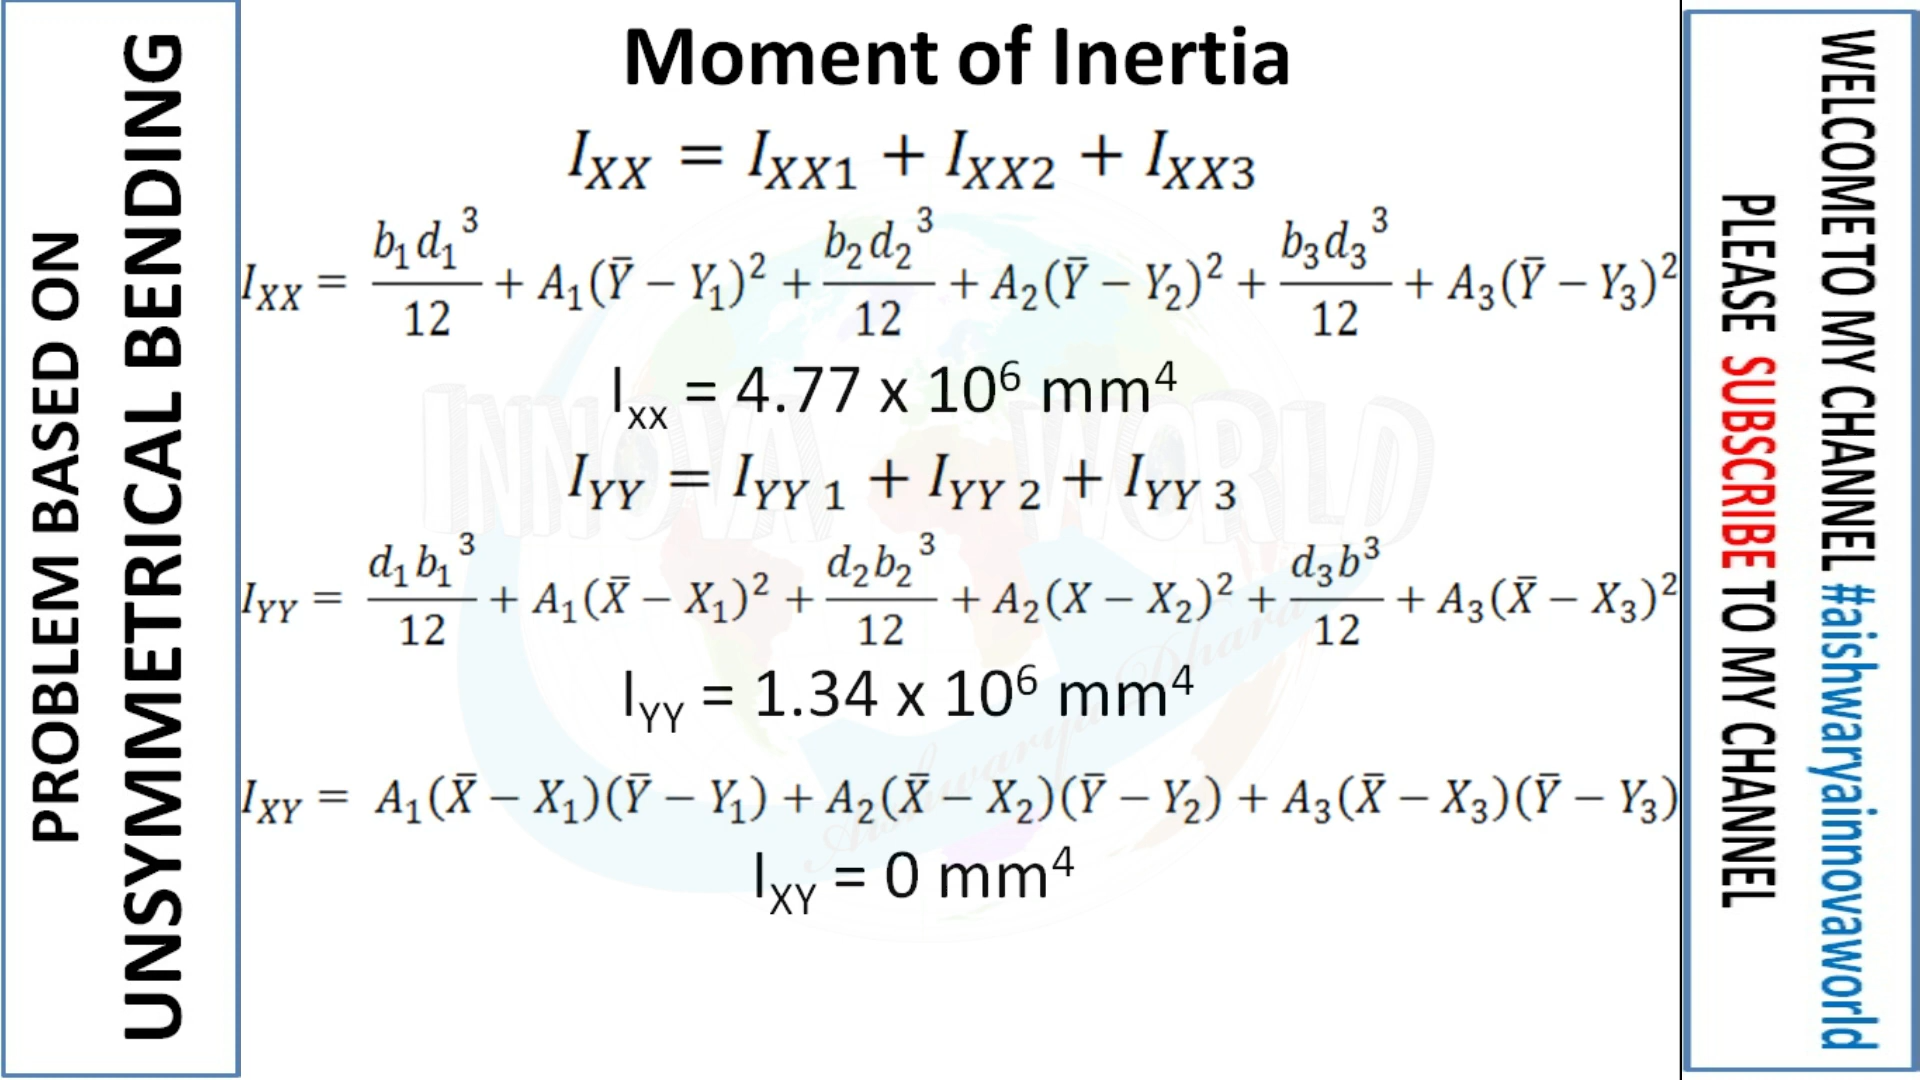 PROBLEM BASED ON
UNSYMMETRICAL BENDING
Moment of Inertia
I_XX = I_XX1 + I_XX2 + I_XX3
I_XX = b₁d₁³/12 + A₁(Ȳ − Y₁)² + b₂d₂³/12 + A₂(Ȳ − Y₂)² + b₃d₃³/12 + A₃(Ȳ − Y₃)²
I_xx = 4.77 x 10⁶ mm⁴
I_YY = I_YY 1 + I_YY 2 + I_YY 3
I_YY = d₁b₁³/12 + A₁(X̄ − X₁)² + d₂b₂³/12 + A₂(X − X₂)² + d₃b³/12 + A₃(X̄ − X₃)²
I_YY = 1.34 x 10⁶ mm⁴
I_XY = A₁(X̄ − X₁)(Ȳ − Y₁) + A₂(X̄ − X₂)(Ȳ − Y₂) + A₃(X̄ − X₃)(Ȳ − Y₃)
I_XY = 0 mm⁴
INNOVA WORLD
Aishwarya Dhara
WELCOME TO MY CHANNEL #aishwaryainnovaworld
PLEASE SUBSCRIBE TO MY CHANNEL